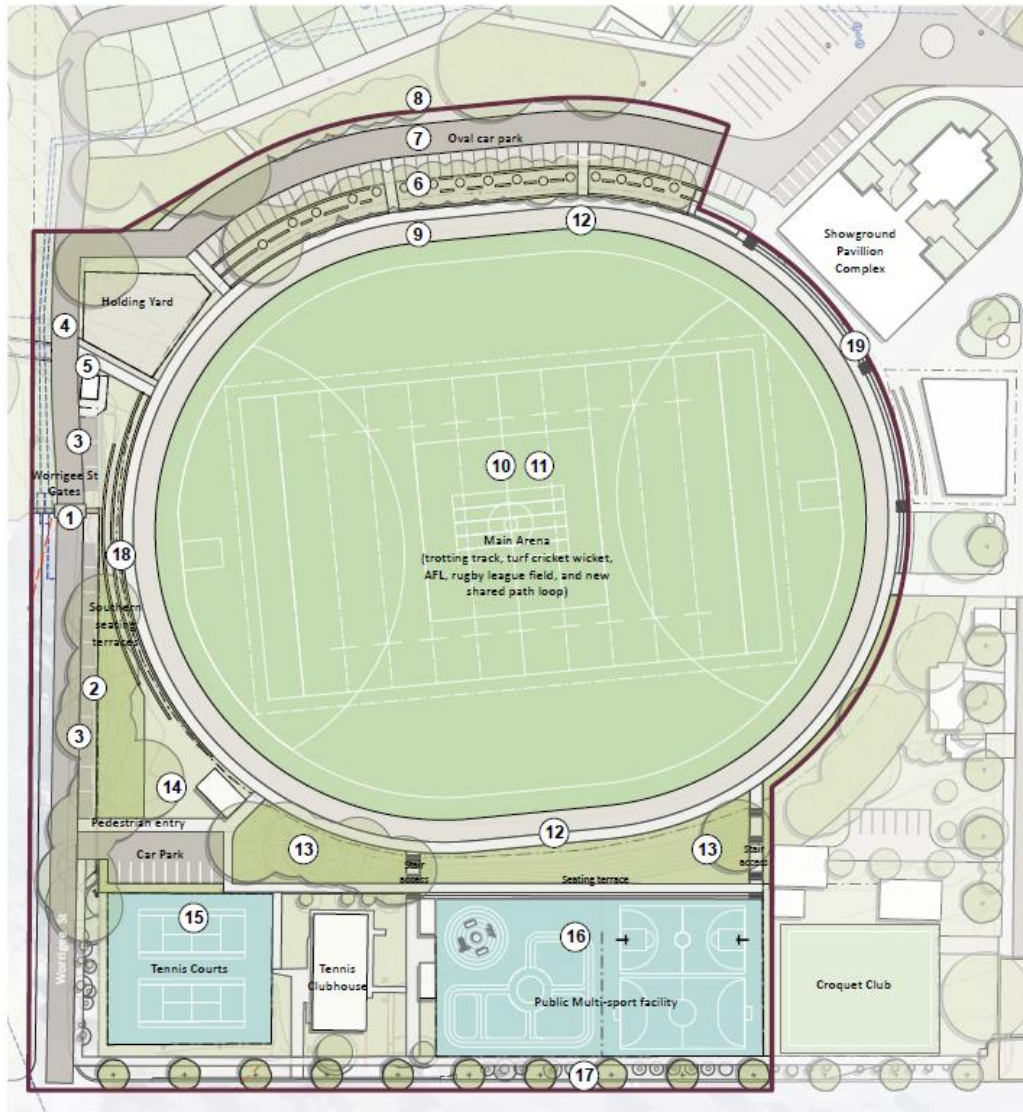 8
7
Oval car park
6
9
12
Showground
Pavillion
Complex
Holding Yard
4
5
19
3
10
11
Worrigee St
Gates
1
Main Arena
(trotting track, turf cricket wicket,
AFL, rugby league field, and new
shared path loop)
18
Southern
seating
terraces
2
3
14
Pedestrian entry
12
Car Park
13
13
Stair
access
Stair
access
Seating terrace
15
16
Worrigee St
Tennis Courts
Tennis
Clubhouse
Public Multi-sport facility
Croquet Club
17